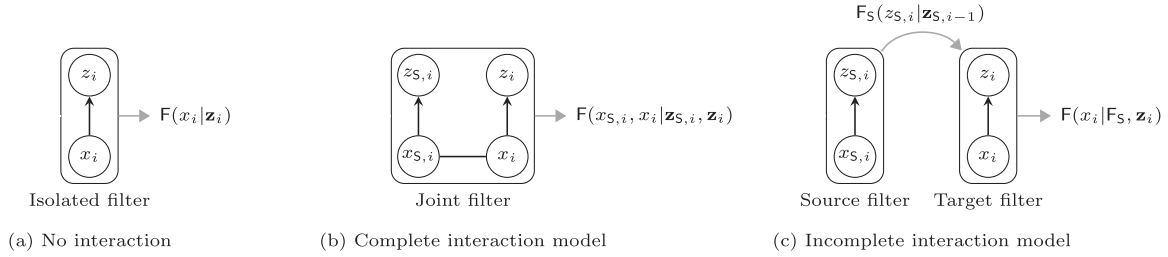 z_i
x_i
F(x_i|𝐳_i)
Isolated filter
(a) No interaction
z_{S,i}
z_i
x_{S,i}
x_i
F(x_{S,i}, x_i|𝐳_{S,i}, 𝐳_i)
Joint filter
(b) Complete interaction model
F_S(z_{S,i}|𝐳_{S,i−1})
z_{S,i}
z_i
x_{S,i}
x_i
F(x_i|F_S, 𝐳_i)
Source filter
Target filter
(c) Incomplete interaction model